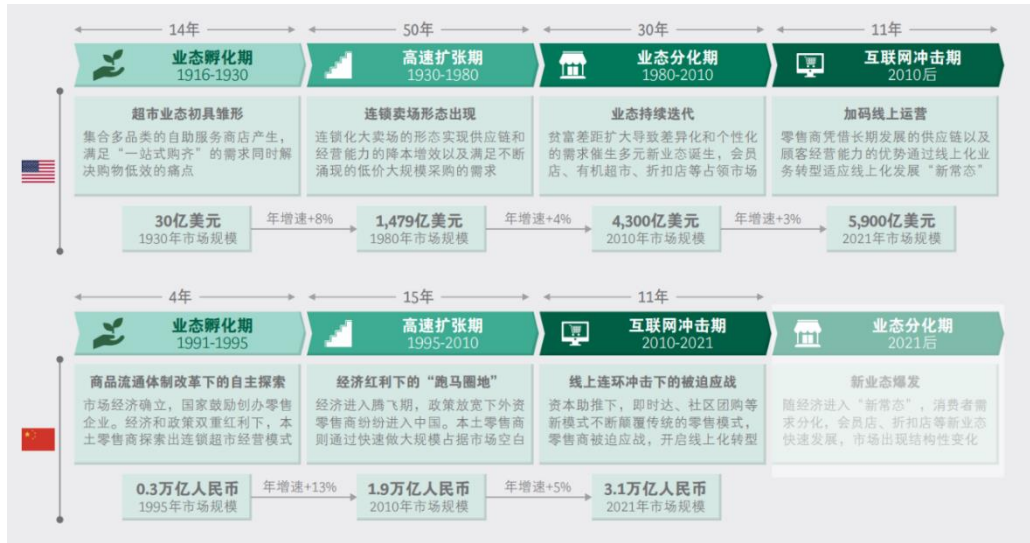 14年
50年
30年
11年
业态孵化期
1916-1930
高速扩张期
1930-1980
业态分化期
1980-2010
互联网冲击期
2010后
超市业态初具雏形
集合多品类的自助服务商店产生，
满足“一站式购齐”的需求同时解
决购物低效的痛点
连锁卖场形态出现
连锁化大卖场的形态实现供应链和
经营能力的降本增效以及满足不断
涌现的低价大规模采购的需求
业态持续迭代
贫富差距扩大导致差异化和个性化
的需求催生多元新业态诞生，会员
店、有机超市、折扣店等占领市场
加码线上运营
零售商凭借长期发展的供应链以及
顾客经营能力的优势通过线上化业
务转型适应线上化发展“新常态”
30亿美元
1930年市场规模
年增速+8%
1,479亿美元
1980年市场规模
年增速+4%
4,300亿美元
2010年市场规模
年增速+3%
5,900亿美元
2021年市场规模
4年
15年
11年
业态孵化期
1991-1995
高速扩张期
1995-2010
互联网冲击期
2010-2021
业态分化期
2021后
商品流通体制改革下的自主探索
市场经济确立，国家鼓励创办零售
企业。经济和政策双重红利下，本
土零售商探索出连锁超市经营模式
经济红利下的“跑马圈地”
经济进入腾飞期，政策放宽下外资
零售商纷纷进入中国。本土零售商
则通过快速做大规模占据市场空白
线上连环冲击下的被迫应战
资本助推下，即时达、社区团购等
新模式不断颠覆传统的零售模式，
零售商被迫应战，开启线上化转型
新业态爆发
随经济进入“新常态”，消费者需
求分化，会员店、折扣店等新业态
快速发展，市场出现结构性变化
0.3万亿人民币
1995年市场规模
年增速+13%
1.9万亿人民币
2010年市场规模
年增速+5%
3.1万亿人民币
2021年市场规模